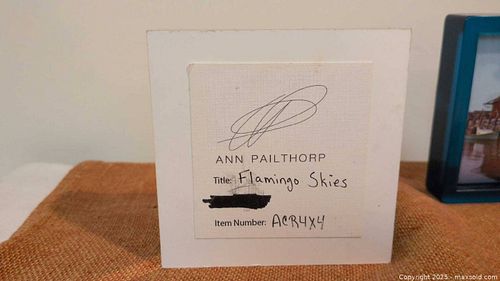 ANN PAILTHORP
Title: Flamingo Skies
Item Number: ACR4X4
Copyright 2025 - maxsold.com